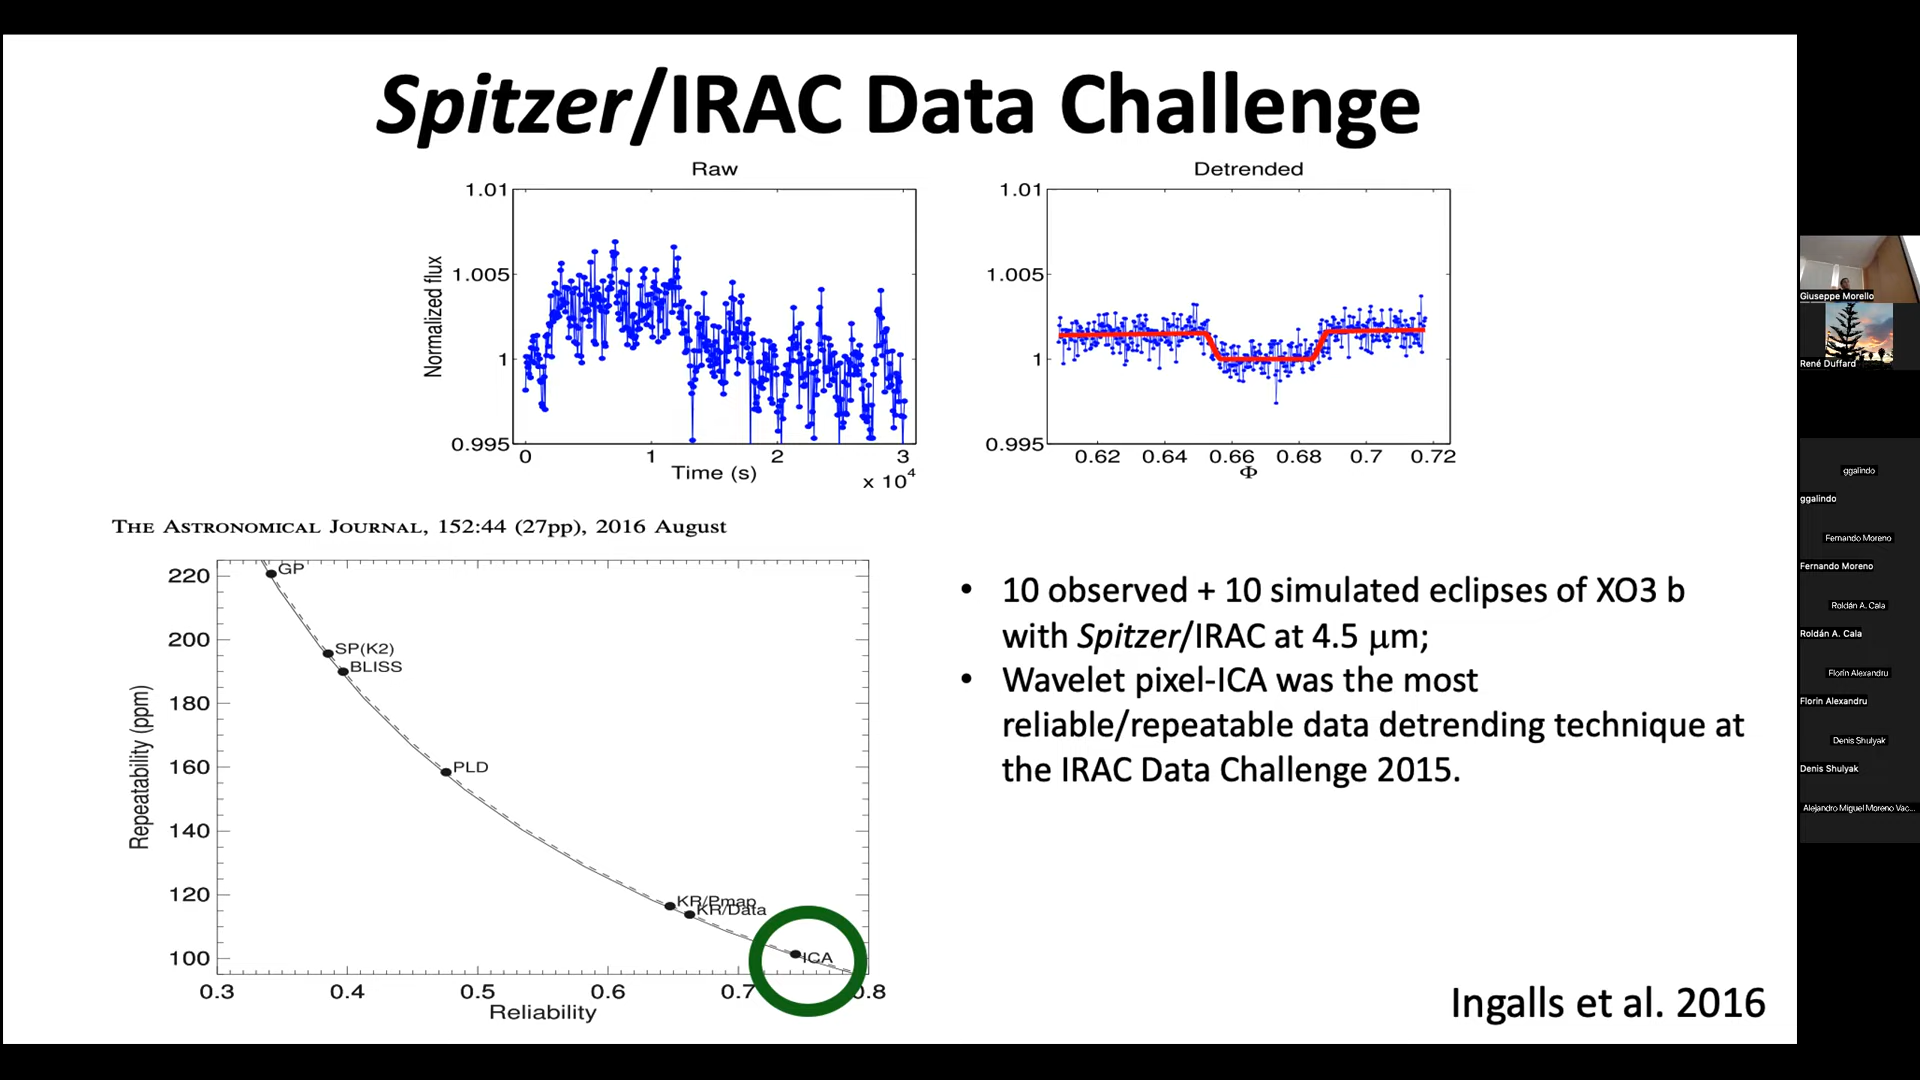 Spitzer/IRAC Data Challenge
Raw
1.01
1.005
1
0.995
Normalized flux
0 1 2 3
Time (s)
x 10⁴
Detrended
1.01
1.005
1
0.995
0.62 0.64 0.66 0.68 0.7 0.72
Φ
THE ASTRONOMICAL JOURNAL, 152:44 (27pp), 2016 August
220
200
180
160
140
120
100
Repeatability (ppm)
GP
SP(K2)
BLISS
PLD
KR/Pmap
KR/Data
ICA
0.3 0.4 0.5 0.6 0.7 0.8
Reliability
• 10 observed + 10 simulated eclipses of XO3 b
with Spitzer/IRAC at 4.5 μm;
• Wavelet pixel-ICA was the most
reliable/repeatable data detrending technique at
the IRAC Data Challenge 2015.
Ingalls et al. 2016
Giuseppe Morello
René Duffard
ggalindo
ggalindo
Fernando Moreno
Fernando Moreno
Roldán A. Cala
Roldán A. Cala
Florin Alexandru
Florin Alexandru
Denis Shulyak
Denis Shulyak
Alejandro Miguel Moreno Vac...